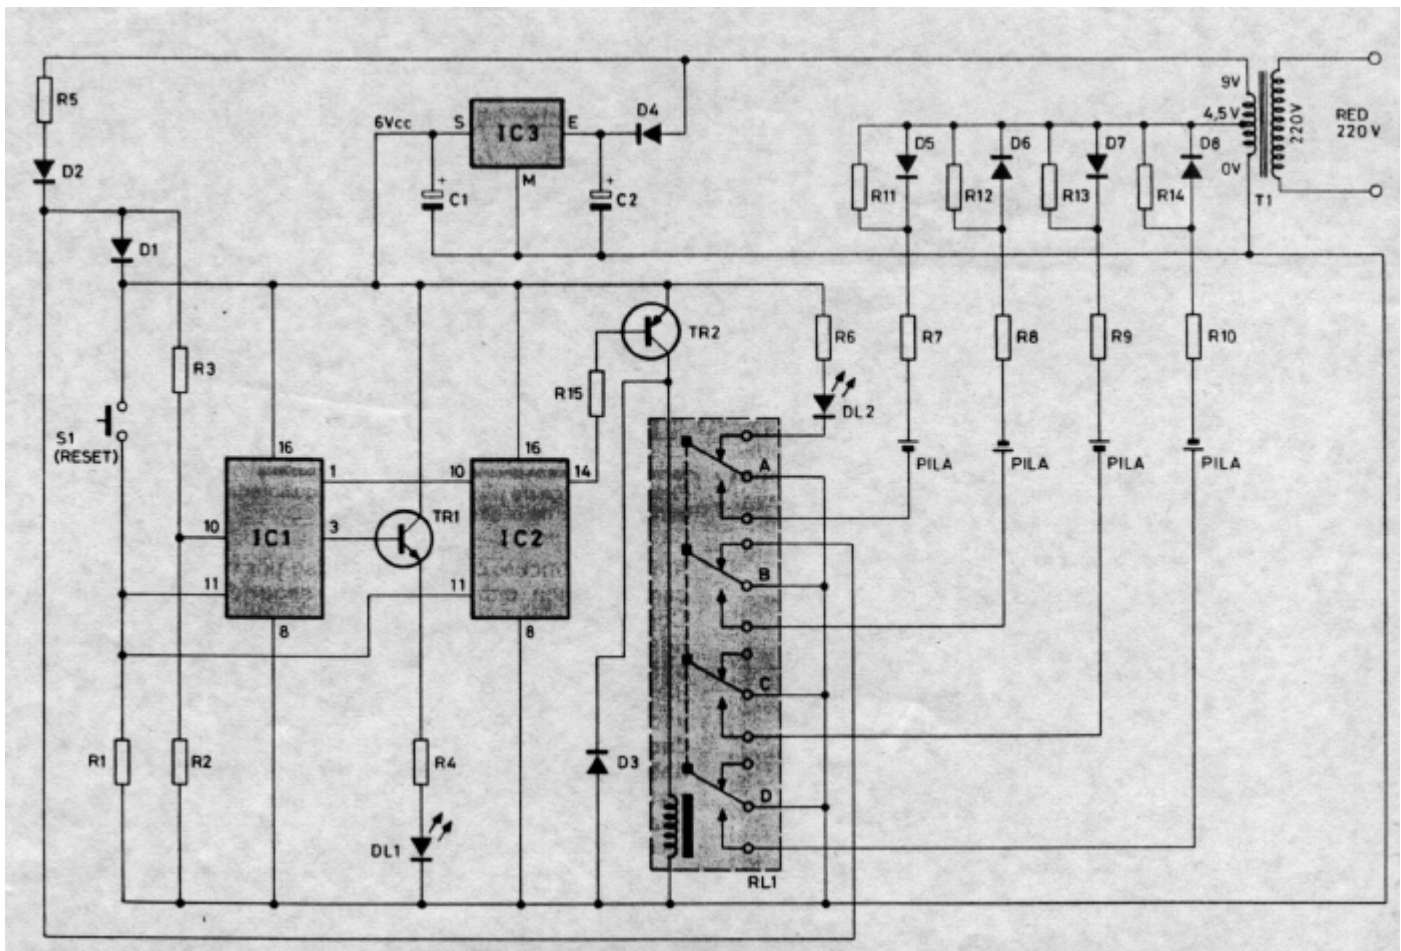 9V
R5
6Vcc
S
IC3
E
D4
4,5V
220V
RED
220 V
D2
M
+
C1
+
C2
R11
D5
R12
D6
R13
D7
R14
D8
0V
T1
D1
R3
TR2
R6
R7
R8
R9
R10
R15
DL2
S1
(RESET)
16
16
14
A
PILA
PILA
PILA
PILA
1
10
10
IC1
3
TR1
IC2
11
11
B
8
8
C
R1
R2
R4
D3
D
DL1
RL1